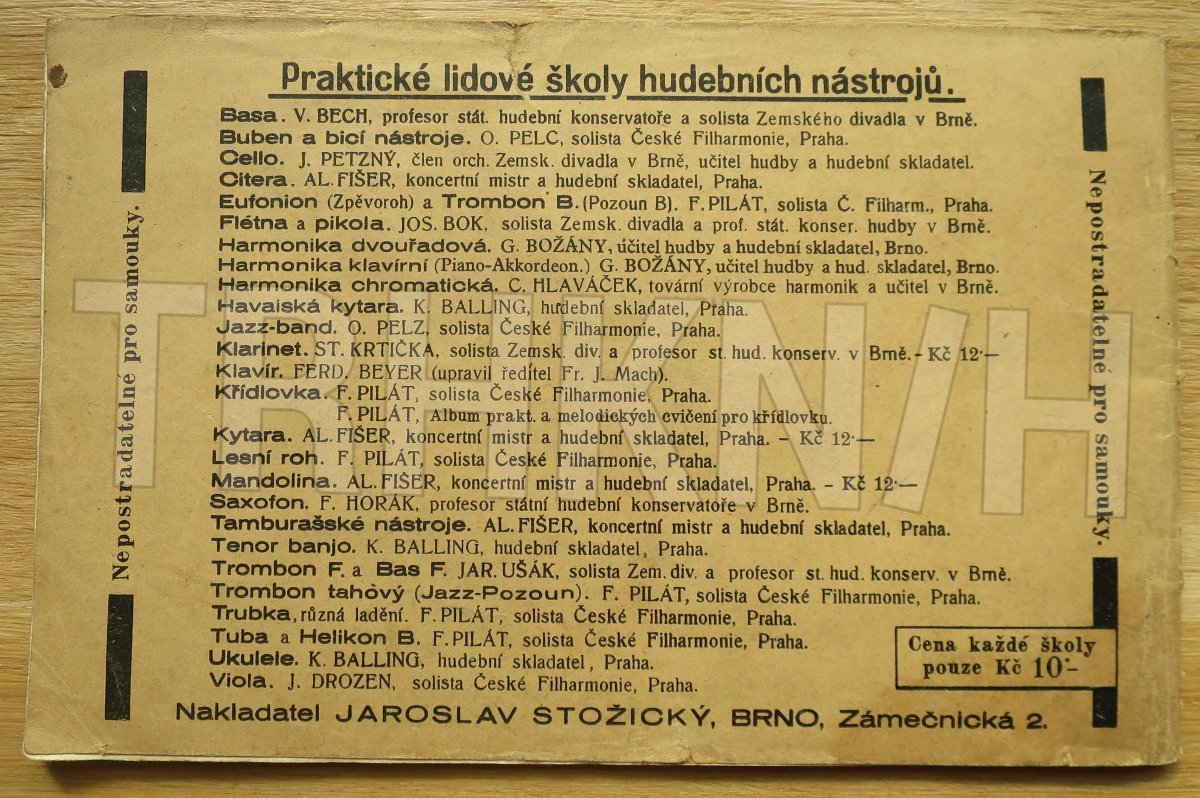 Praktické lidové školy hudebních nástrojů.
Basa. V. BECH, profesor stát. hudební konservatoře a solista Zemského divadla v Brně.
Buben a bicí nástroje. O. PELC, solista České Filharmonie, Praha.
Cello. J. PETZNÝ, člen orch. Zemsk. divadla v Brně, učitel hudby a hudební skladatel.
Citera. AL. FIŠER, koncertní mistr a hudební skladatel, Praha.
Eufonion (Zpěvoroh) a Trombon B. (Pozoun B). F. PILÁT, solista Č. Filharm., Praha.
Flétna a pikola. JOS. BOK, solista Zemsk. divadla a prof. stát. konser. hudby v Brně.
Harmonika dvouřadová. G. BOŽÁNY, účitel hudby a hudební skladatel, Brno.
Harmonika klavírní (Piano-Akkordeon.) G. BOŽÁNY, učitel hudby a hud. skladatel, Brno.
Harmonika chromatická. C. HLAVÁČEK, tovární výrobce harmonik a učitel v Brně.
Havaiská kytara. K. BALLING, hudební skladatel, Praha.
Jazz-band. O. PELZ, solista České Filharmonie, Praha.
Klarinet. ST. KRTIČKA, solista Zemsk. div. a profesor st. hud. konserv. v Brně. - Kč 12·—
Klavír. FERD. BEYER (upravil ředitel Fr. J. Mach).
Křídlovka. F. PILÁT, solista České Filharmonie, Praha.
F. PILÁT, Album prakt. a melodických cvičení pro křídlovku.
Kytara. AL. FIŠER, koncertní mistr a hudební skladatel, Praha. - Kč 12·—
Lesní roh. F. PILÁT, solista České Filharmonie, Praha.
Mandolina. AL. FIŠER, koncertní mistr a hudební skladatel, Praha. - Kč 12·—
Saxofon. F. HORÁK, profesor státní hudební konservatoře v Brně.
Tamburašské nástroje. AL. FIŠER, koncertní mistr a hudební skladatel, Praha.
Tenor banjo. K. BALLING, hudební skladatel, Praha.
Trombon F. a Bas F. JAR. UŠÁK, solista Zem. div. a profesor st. hud. konserv. v Brně.
Trombon tahový (Jazz-Pozoun). F. PILÁT, solista České Filharmonie, Praha.
Trubka, různá ladění. F. PILÁT, solista České Filharmonie, Praha.
Tuba a Helikon B. F. PILÁT, solista České Filharmonie, Praha.
Ukulele. K. BALLING, hudební skladatel, Praha.
Viola. J. DROZEN, solista České Filharmonie, Praha.
Cena každé školy
pouze Kč 10·-
Nakladatel JAROSLAV STOŽICKÝ, BRNO, Zámečnická 2.
Nepostradatelné pro samouky.
Nepostradatelné pro samouky.